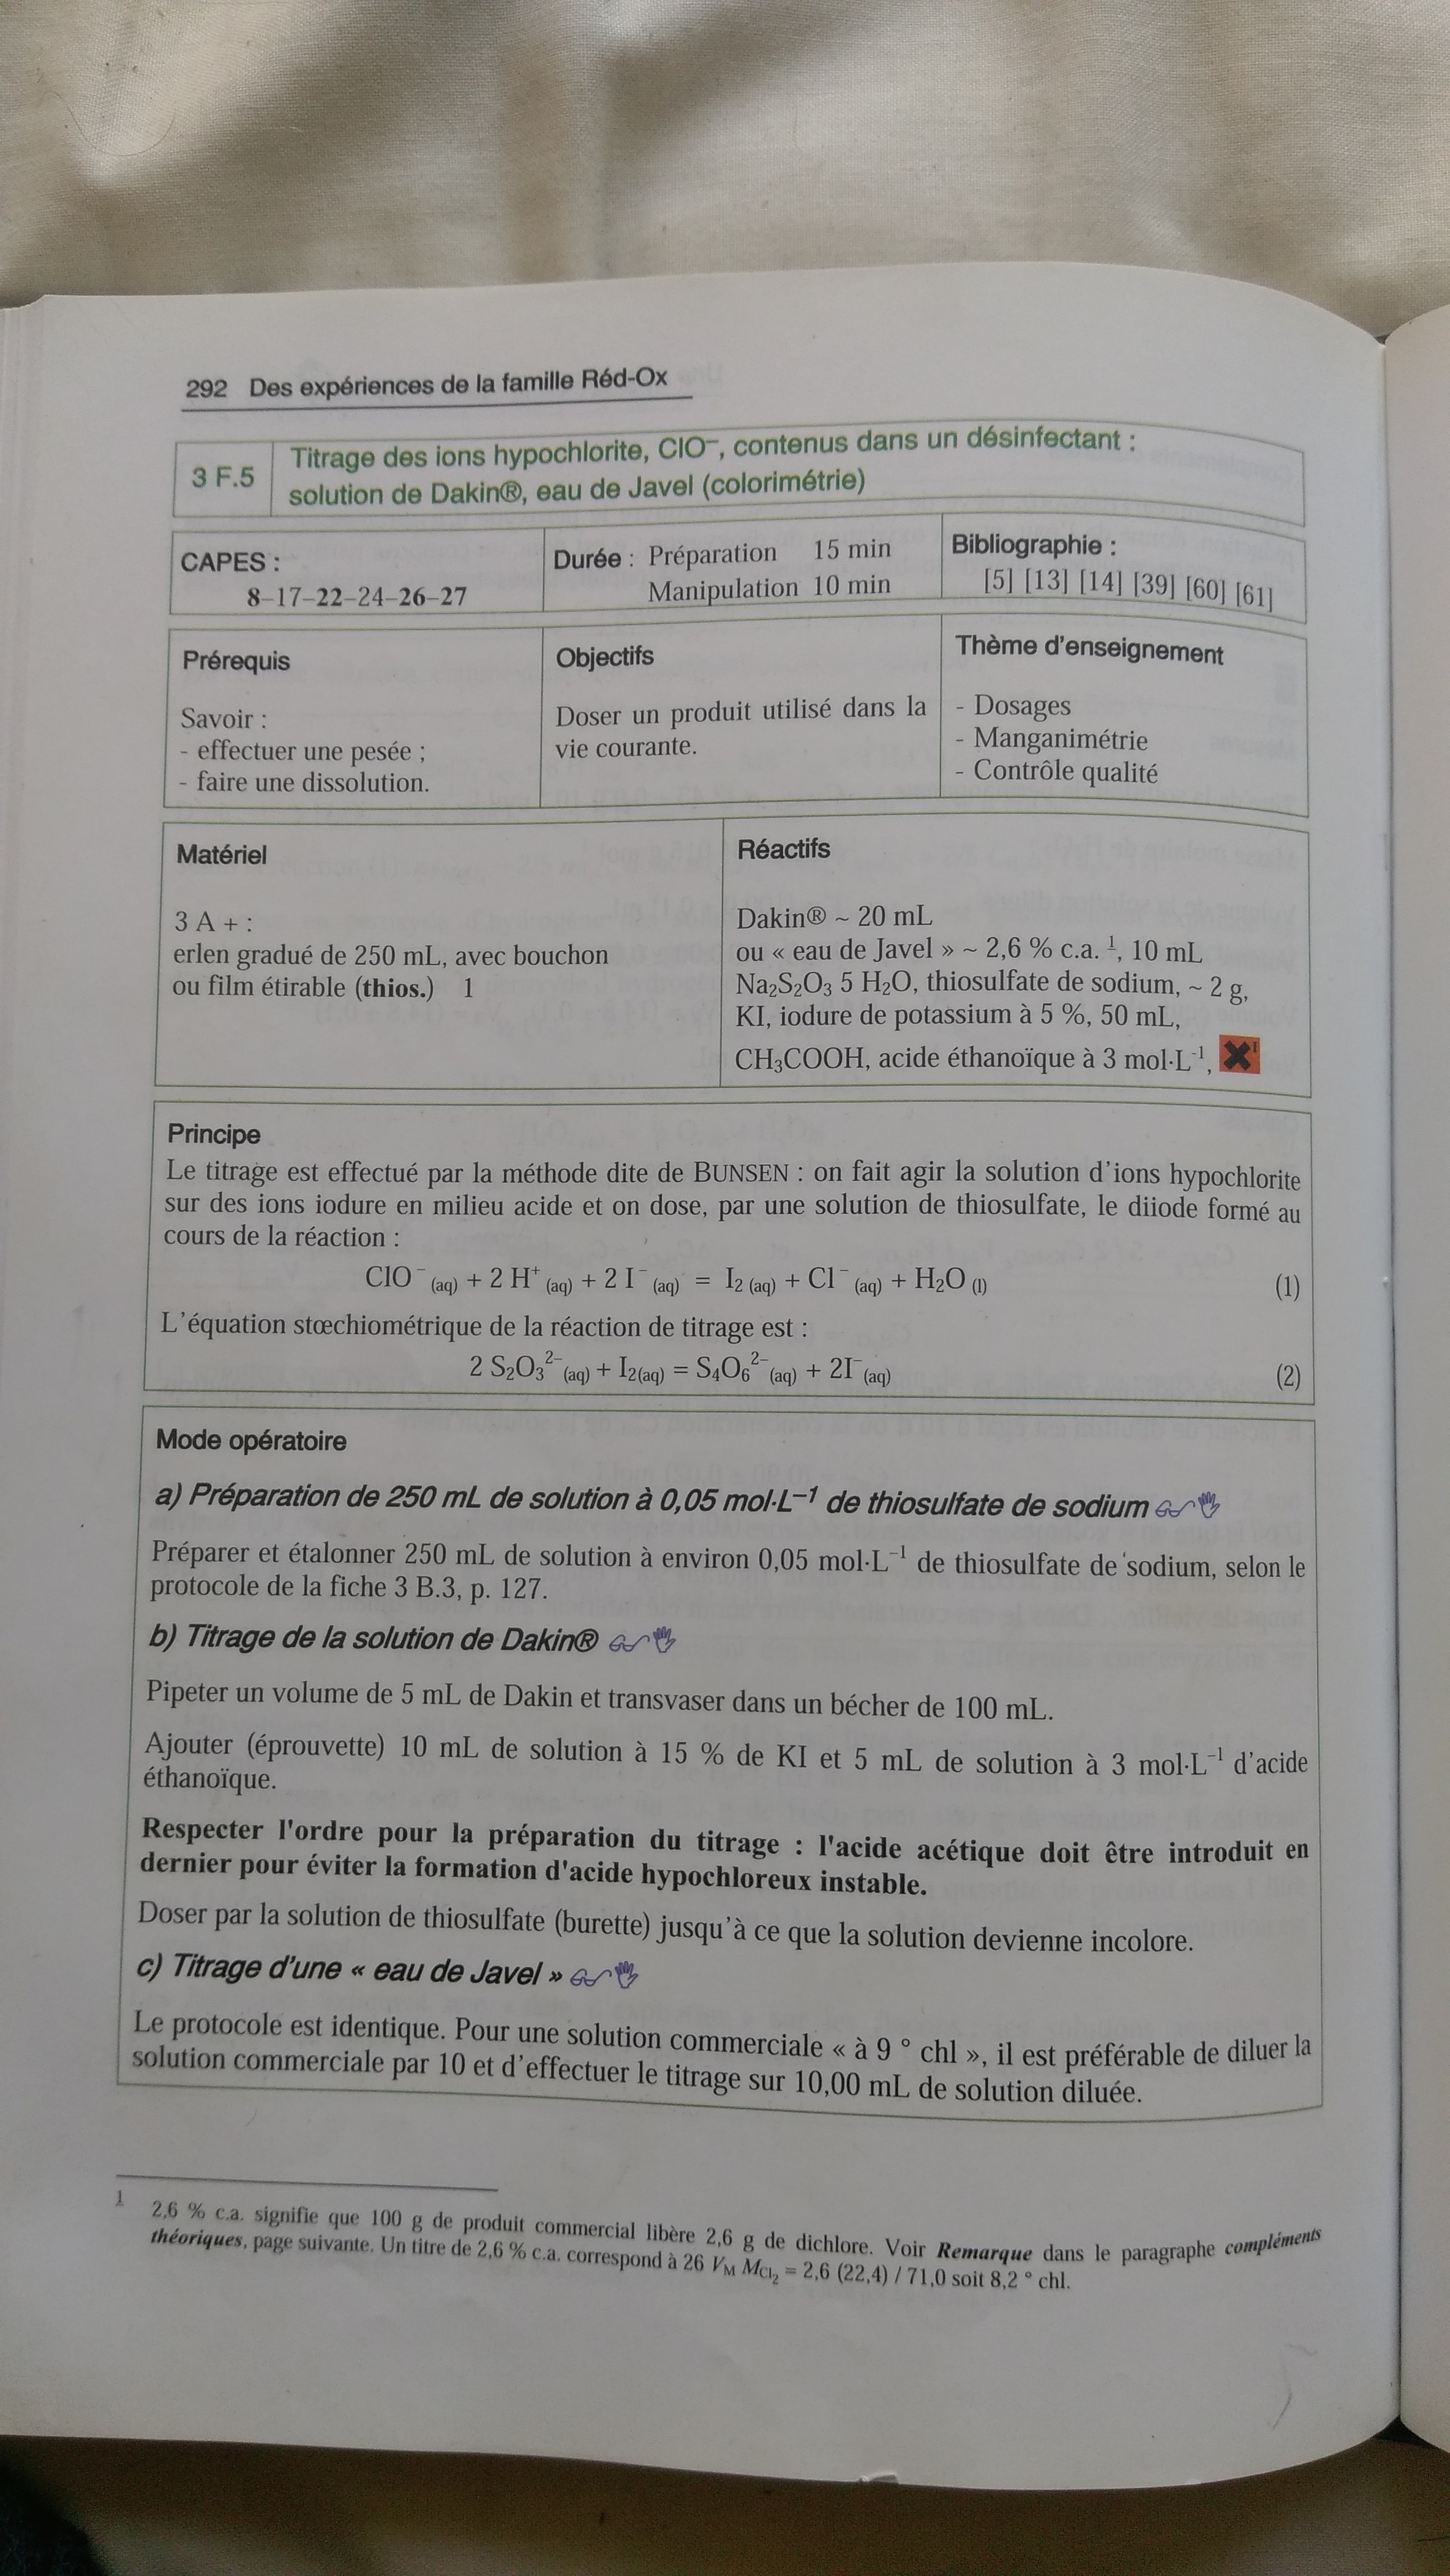 292 Des expériences de la famille Réd-Ox
3 F.5
Titrage des ions hypochlorite, ClO⁻, contenus dans un désinfectant :
solution de Dakin®, eau de Javel (colorimétrie)
CAPES :
8–17–22–24–26–27
Durée : Préparation 15 min
Manipulation 10 min
Bibliographie :
[5] [13] [14] [39] [60] [61]
Prérequis
Savoir :
- effectuer une pesée ;
- faire une dissolution.
Objectifs
Doser un produit utilisé dans la
vie courante.
Thème d'enseignement
- Dosages
- Manganimétrie
- Contrôle qualité
Matériel
3 A + :
erlen gradué de 250 mL, avec bouchon
ou film étirable (thios.) 1
Réactifs
Dakin® ~ 20 mL
ou « eau de Javel » ~ 2,6 % c.a. ¹, 10 mL
Na₂S₂O₃ 5 H₂O, thiosulfate de sodium, ~ 2 g,
KI, iodure de potassium à 5 %, 50 mL,
CH₃COOH, acide éthanoïque à 3 mol·L⁻¹,
Principe
Le titrage est effectué par la méthode dite de BUNSEN : on fait agir la solution d'ions hypochlorite
sur des ions iodure en milieu acide et on dose, par une solution de thiosulfate, le diiode formé au
cours de la réaction :
ClO⁻ (aq) + 2 H⁺ (aq) + 2 I⁻ (aq) = I₂ (aq) + Cl⁻ (aq) + H₂O (l) (1)
L'équation stœchiométrique de la réaction de titrage est :
2 S₂O₃²⁻ (aq) + I₂(aq) = S₄O₆²⁻ (aq) + 2I⁻ (aq) (2)
Mode opératoire
a) Préparation de 250 mL de solution à 0,05 mol·L⁻¹ de thiosulfate de sodium
Préparer et étalonner 250 mL de solution à environ 0,05 mol·L⁻¹ de thiosulfate de sodium, selon le
protocole de la fiche 3 B.3, p. 127.
b) Titrage de la solution de Dakin®
Pipeter un volume de 5 mL de Dakin et transvaser dans un bécher de 100 mL.
Ajouter (éprouvette) 10 mL de solution à 15 % de KI et 5 mL de solution à 3 mol·L⁻¹ d'acide
éthanoïque.
Respecter l'ordre pour la préparation du titrage : l'acide acétique doit être introduit en
dernier pour éviter la formation d'acide hypochloreux instable.
Doser par la solution de thiosulfate (burette) jusqu'à ce que la solution devienne incolore.
c) Titrage d'une « eau de Javel »
Le protocole est identique. Pour une solution commerciale « à 9 ° chl », il est préférable de diluer la
solution commerciale par 10 et d'effectuer le titrage sur 10,00 mL de solution diluée.
1 2,6 % c.a. signifie que 100 g de produit commercial libère 2,6 g de dichlore. Voir Remarque dans le paragraphe compléments
théoriques, page suivante. Un titre de 2,6 % c.a. correspond à 26 V_M M_Cl₂ = 2,6 (22,4) / 71,0 soit 8,2 ° chl.